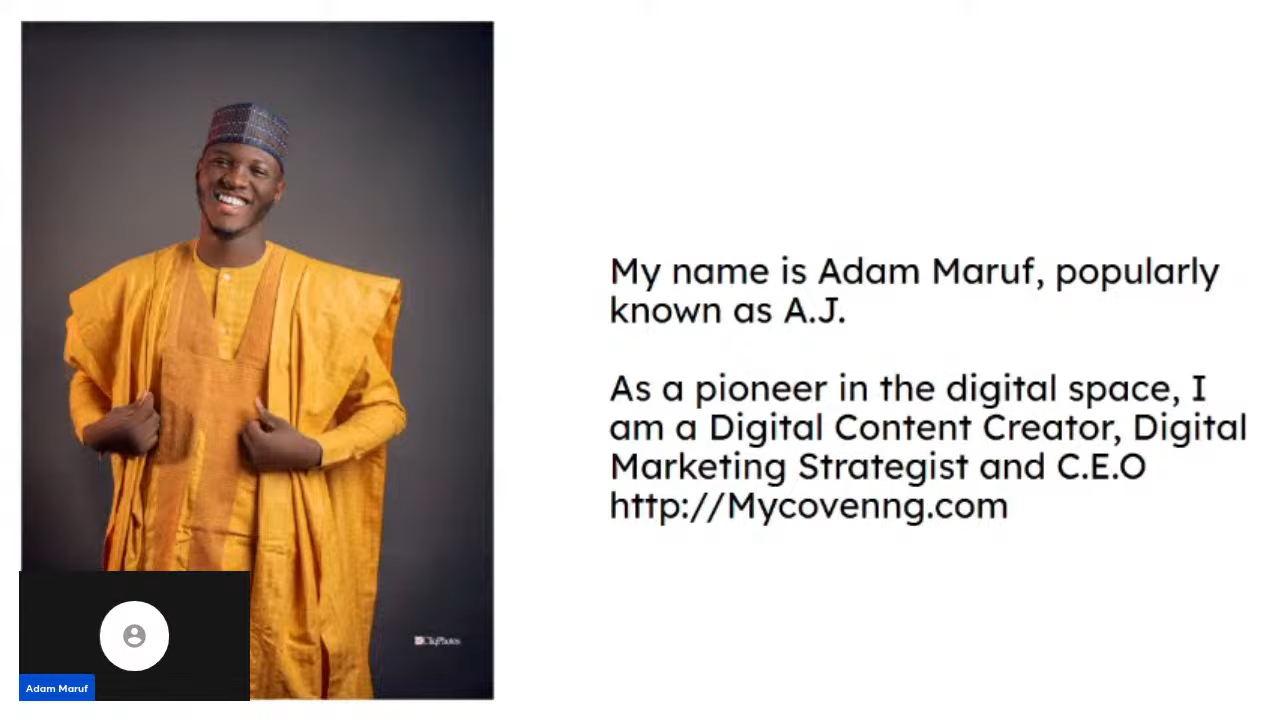 My name is Adam Maruf, popularly
known as A.J.
As a pioneer in the digital space, I
am a Digital Content Creator, Digital
Marketing Strategist and C.E.O
http://Mycovenng.com
Adam Maruf